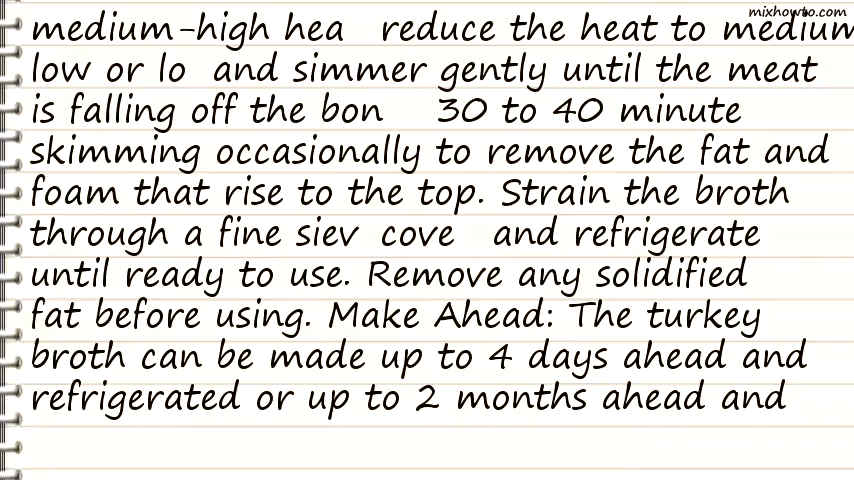 mixhowto.com
medium-high hea reduce the heat to medium
low or lo and simmer gently until the meat
is falling off the bon 30 to 40 minute
skimming occasionally to remove the fat and
foam that rise to the top. Strain the broth
through a fine siev cove and refrigerate
until ready to use. Remove any solidified
fat before using. Make Ahead: The turkey
broth can be made up to 4 days ahead and
refrigerated or up to 2 months ahead and